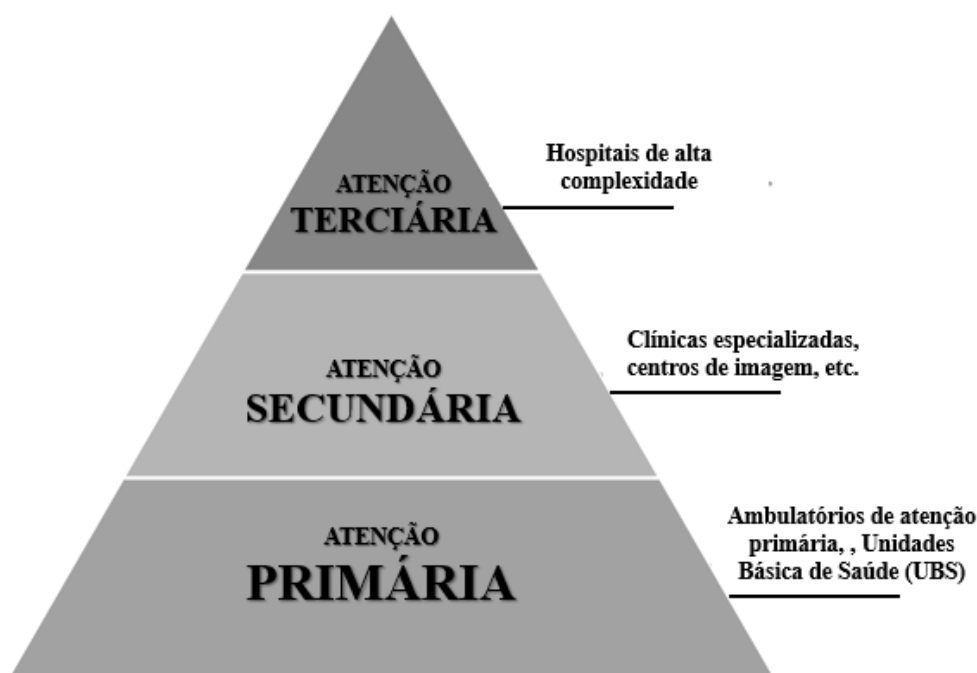 Hospitais de alta
complexidade
ATENÇÃO
TERCIÁRIA
Clínicas especializadas,
centros de imagem, etc.
ATENÇÃO
SECUNDÁRIA
Ambulatórios de atenção
primária, , Unidades
Básica de Saúde (UBS)
ATENÇÃO
PRIMÁRIA